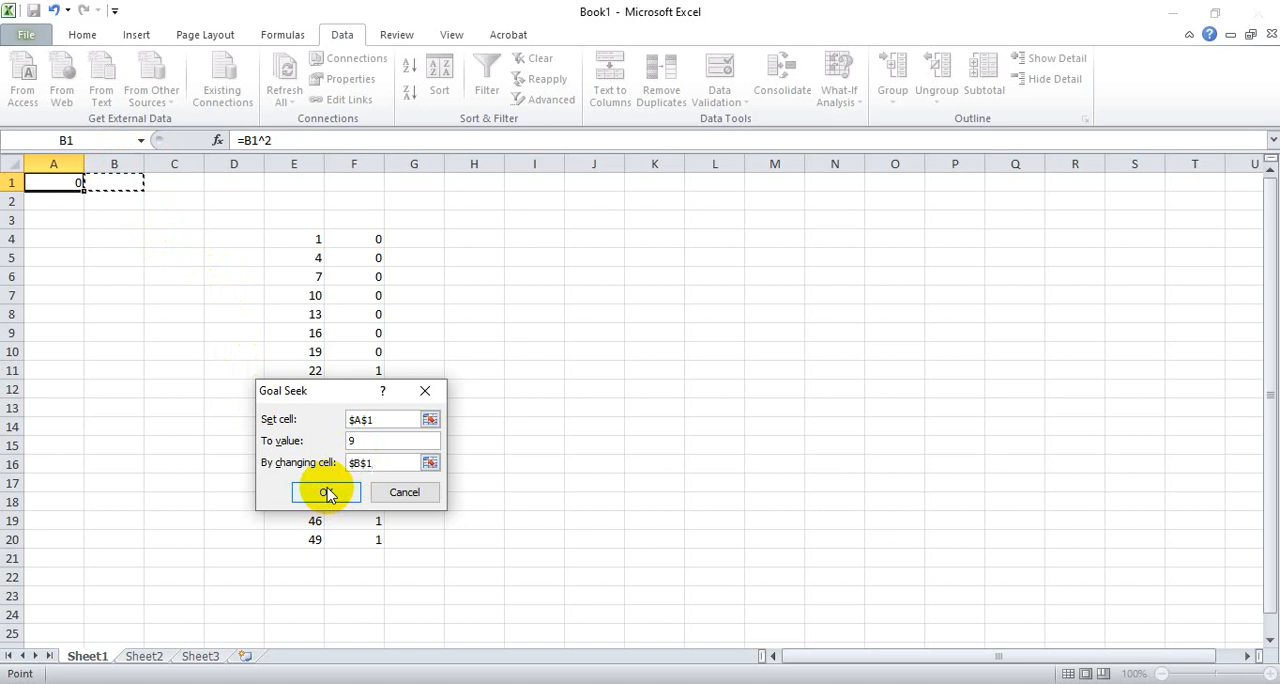 Book1 - Microsoft Excel
File Home Insert Page Layout Formulas Data Review View Acrobat
From Access
From Web
From Text
From Other Sources
Existing Connections
Get External Data
Refresh All
Connections
Properties
Edit Links
Connections
Sort
Filter
Clear
Reapply
Advanced
Sort & Filter
Text to Columns
Remove Duplicates
Data Validation
Consolidate
What-If Analysis
Data Tools
Group
Ungroup
Subtotal
Show Detail
Hide Detail
Outline
B1 fx =B1^2
A B C D E F G H I J K L M N O P Q R S T U
1 0
2
3
4 1 0
5 4 0
6 7 0
7 10 0
8 13 0
9 16 0
10 19 0
11 22 1
12
13
14
15
16
17
18
19 46 1
20 49 1
21
22
23
24
25
Goal Seek ?
Set cell: $A$1
To value: 9
By changing cell: $B$1
Cancel
Sheet1 Sheet2 Sheet3
Point 100%